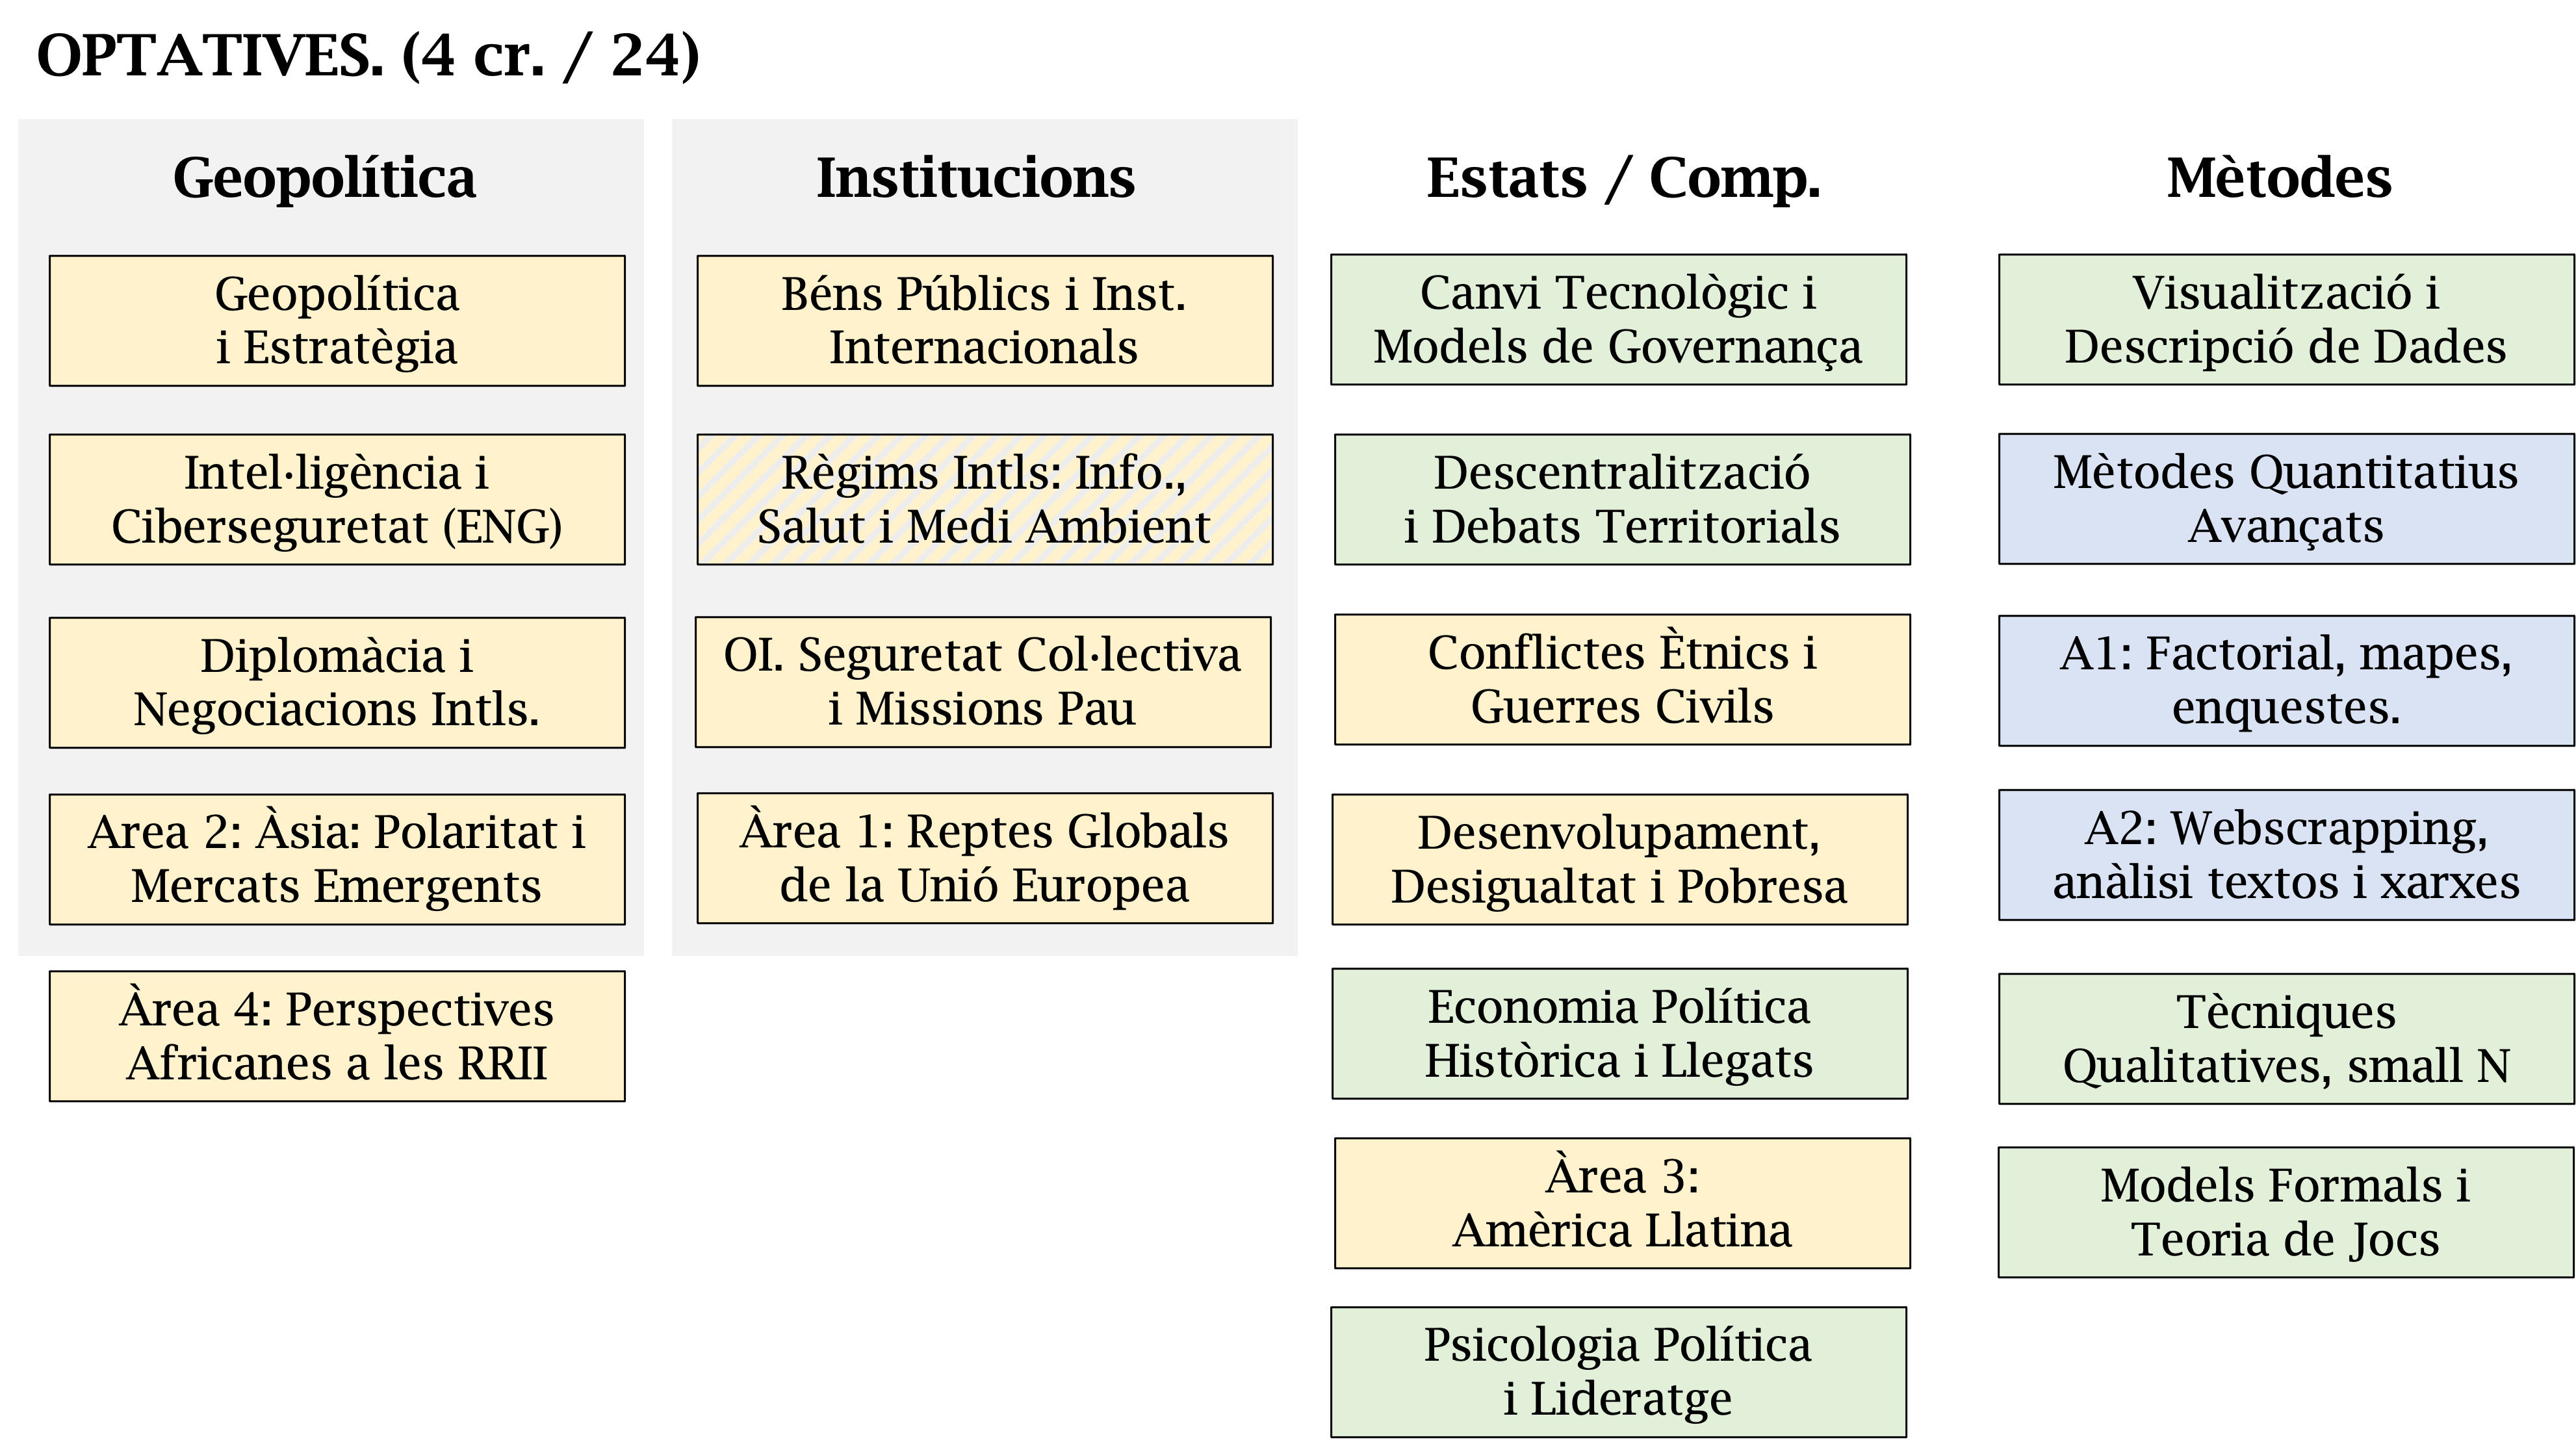 OPTATIVES. (4 cr. / 24)
Geopolítica
Geopolítica
i Estratègia
Intel·ligència i
Ciberseguretat (ENG)
Diplomàcia i
Negociacions Intls.
Area 2: Àsia: Polaritat i
Mercats Emergents
Àrea 4: Perspectives
Africanes a les RRII
Institucions
Béns Públics i Inst.
Internacionals
Règims Intls: Info.,
Salut i Medi Ambient
OI. Seguretat Col·lectiva
i Missions Pau
Àrea 1: Reptes Globals
de la Unió Europea
Estats / Comp.
Canvi Tecnològic i
Models de Governança
Descentralització
i Debats Territorials
Conflictes Ètnics i
Guerres Civils
Desenvolupament,
Desigualtat i Pobresa
Economia Política
Històrica i Llegats
Àrea 3:
Amèrica Llatina
Psicologia Política
i Lideratge
Mètodes
Visualització i
Descripció de Dades
Mètodes Quantitatius
Avançats
A1: Factorial, mapes,
enquestes.
A2: Webscrapping,
anàlisi textos i xarxes
Tècniques
Qualitatives, small N
Models Formals i
Teoria de Jocs